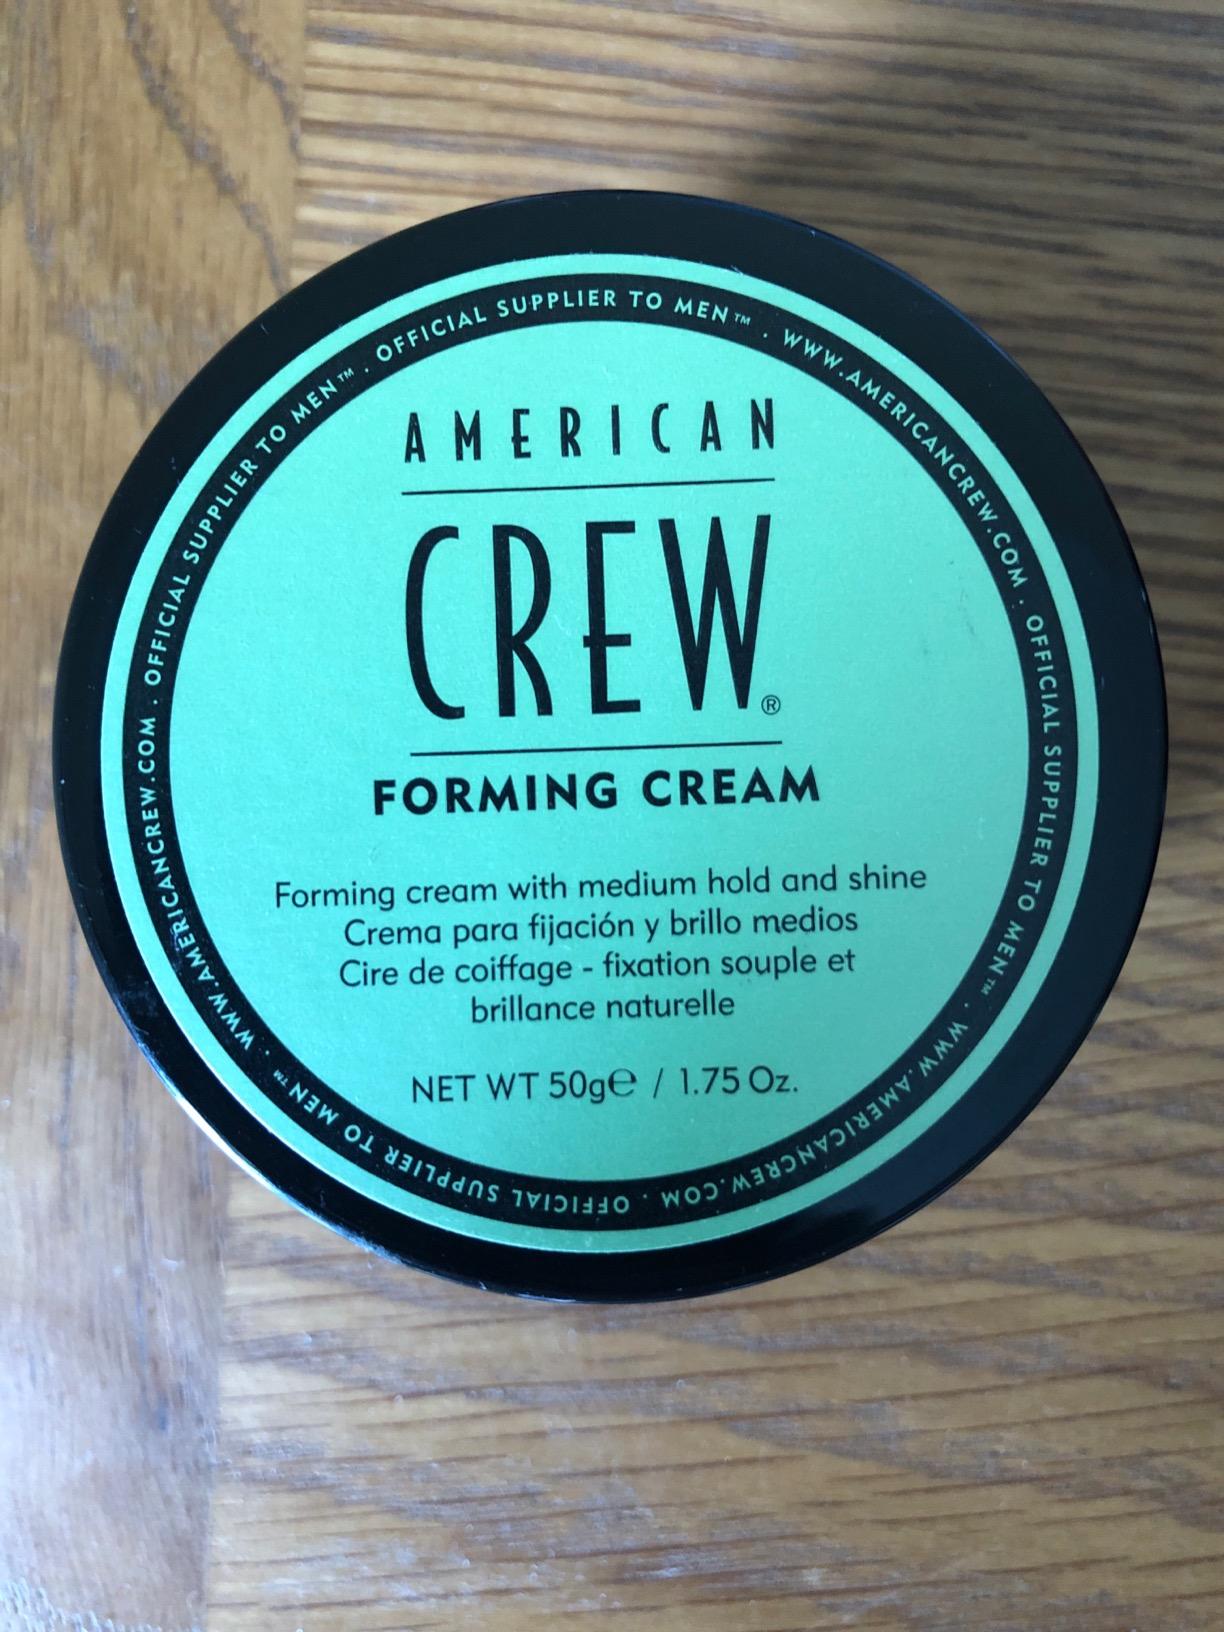 AMERICAN
CREW®
FORMING CREAM
Forming cream with medium hold and shine
Crema para fijación y brillo medios
Cire de coiffage - fixation souple et
brillance naturelle
NET WT 50g℮ / 1.75 Oz.
OFFICIAL SUPPLIER TO MEN™ . WWW.AMERICANCREW.COM . OFFICIAL SUPPLIER TO MEN™ . WWW.AMERICANCREW.COM . OFFICIAL SUPPLIER TO MEN™ . WWW.AMERICANCREW.COM . OFFICIAL SUPPLIER TO MEN™ .